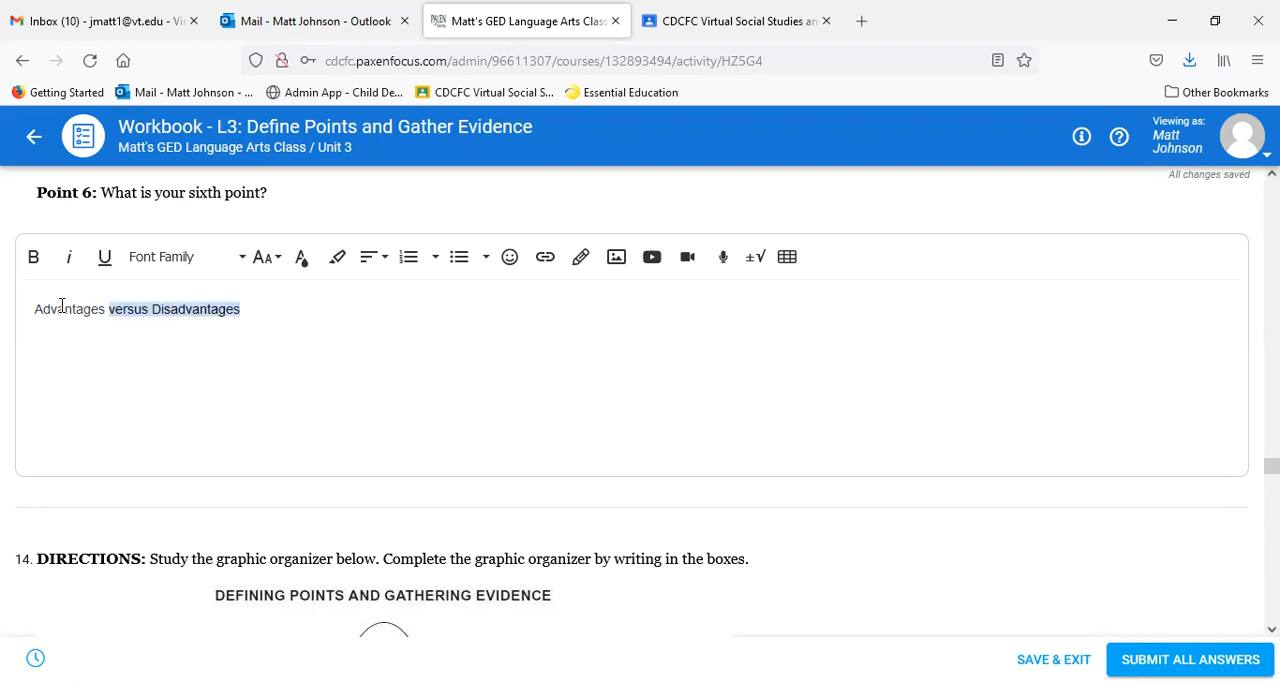 Inbox (10) - jmatt1@vt.edu - Vir
Mail - Matt Johnson - Outlook
Matt's GED Language Arts Class
CDCFC Virtual Social Studies an
cdcfc.paxenfocus.com/admin/96611307/courses/132893494/activity/HZ5G4
Getting Started
Mail - Matt Johnson - ...
Admin App - Child De...
CDCFC Virtual Social S...
Essential Education
Other Bookmarks
Workbook - L3: Define Points and Gather Evidence
Matt's GED Language Arts Class / Unit 3
Viewing as:
Matt
Johnson
All changes saved
Point 6: What is your sixth point?
B i U Font Family AA A ±√
Advantages versus Disadvantages
14. DIRECTIONS: Study the graphic organizer below. Complete the graphic organizer by writing in the boxes.
DEFINING POINTS AND GATHERING EVIDENCE
SAVE & EXIT
SUBMIT ALL ANSWERS